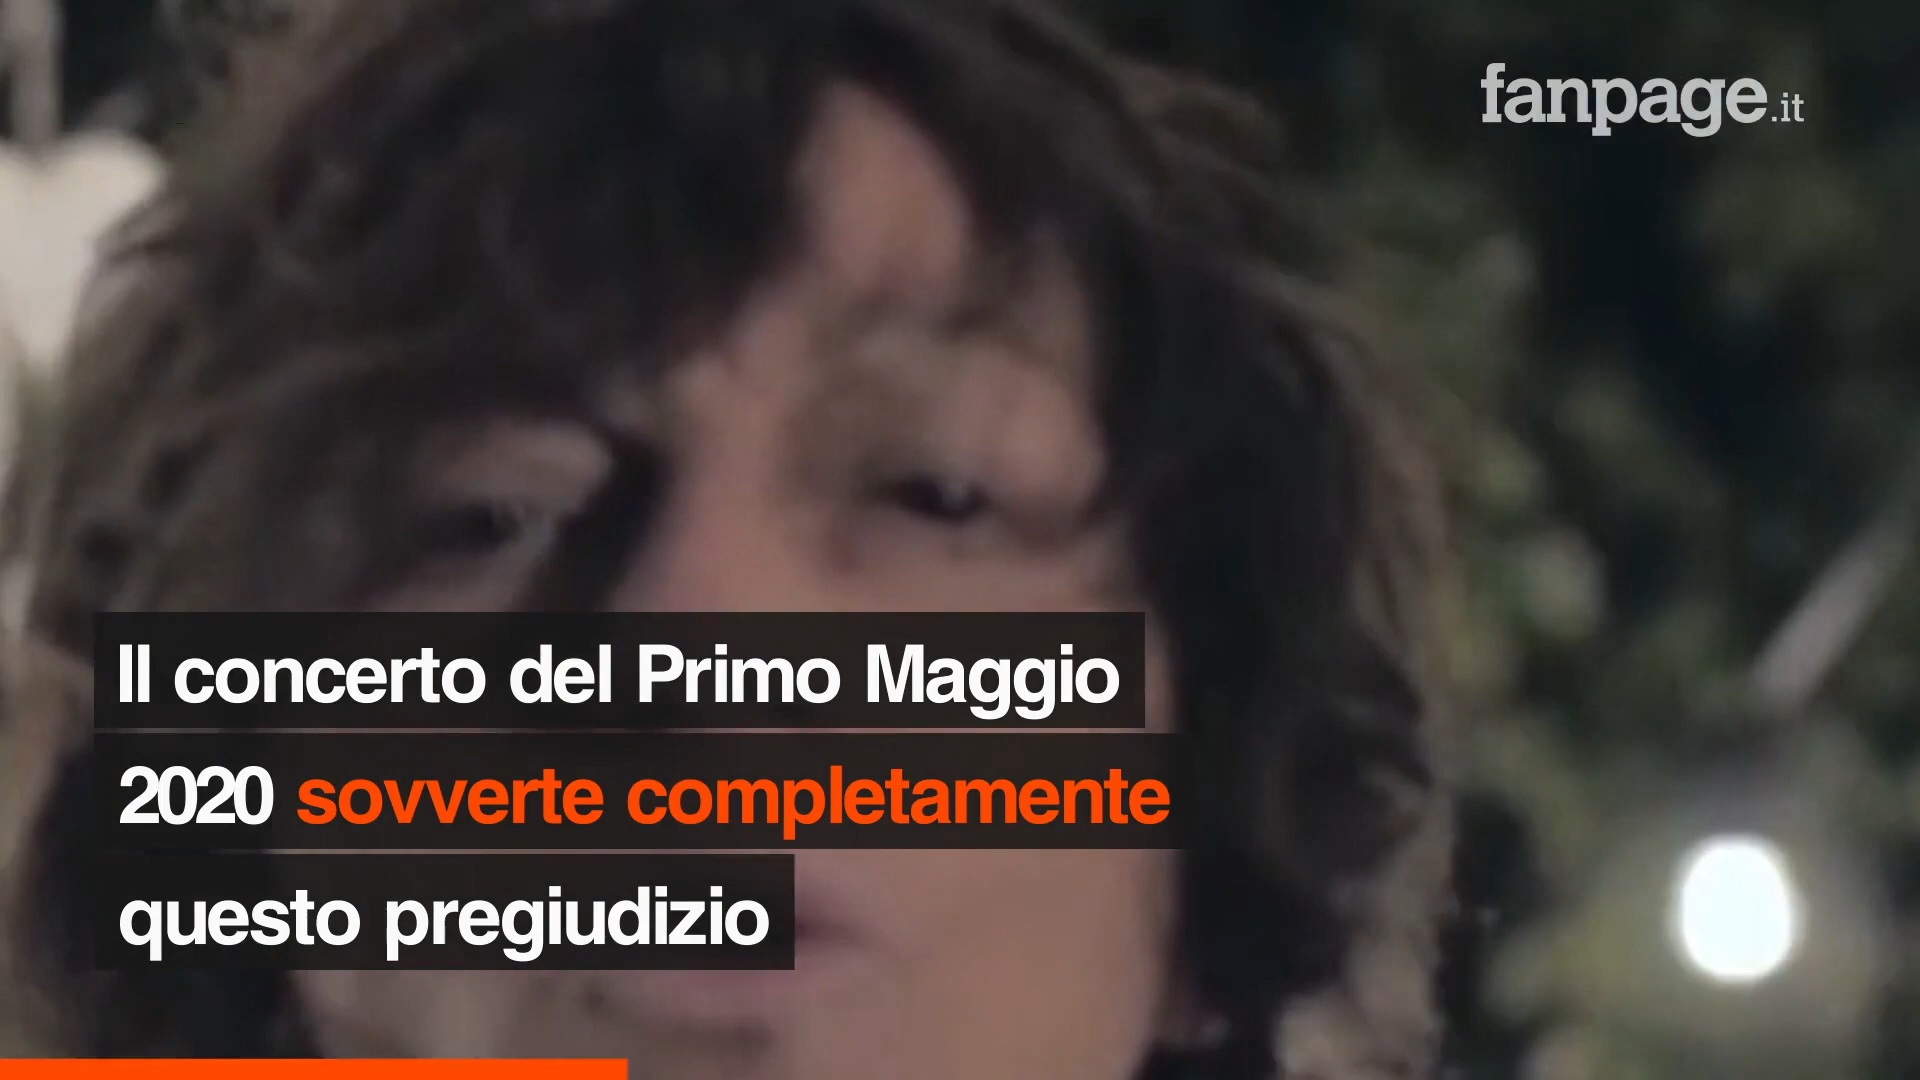 fanpage.it
Il concerto del Primo Maggio
2020 sovverte completamente
questo pregiudizio